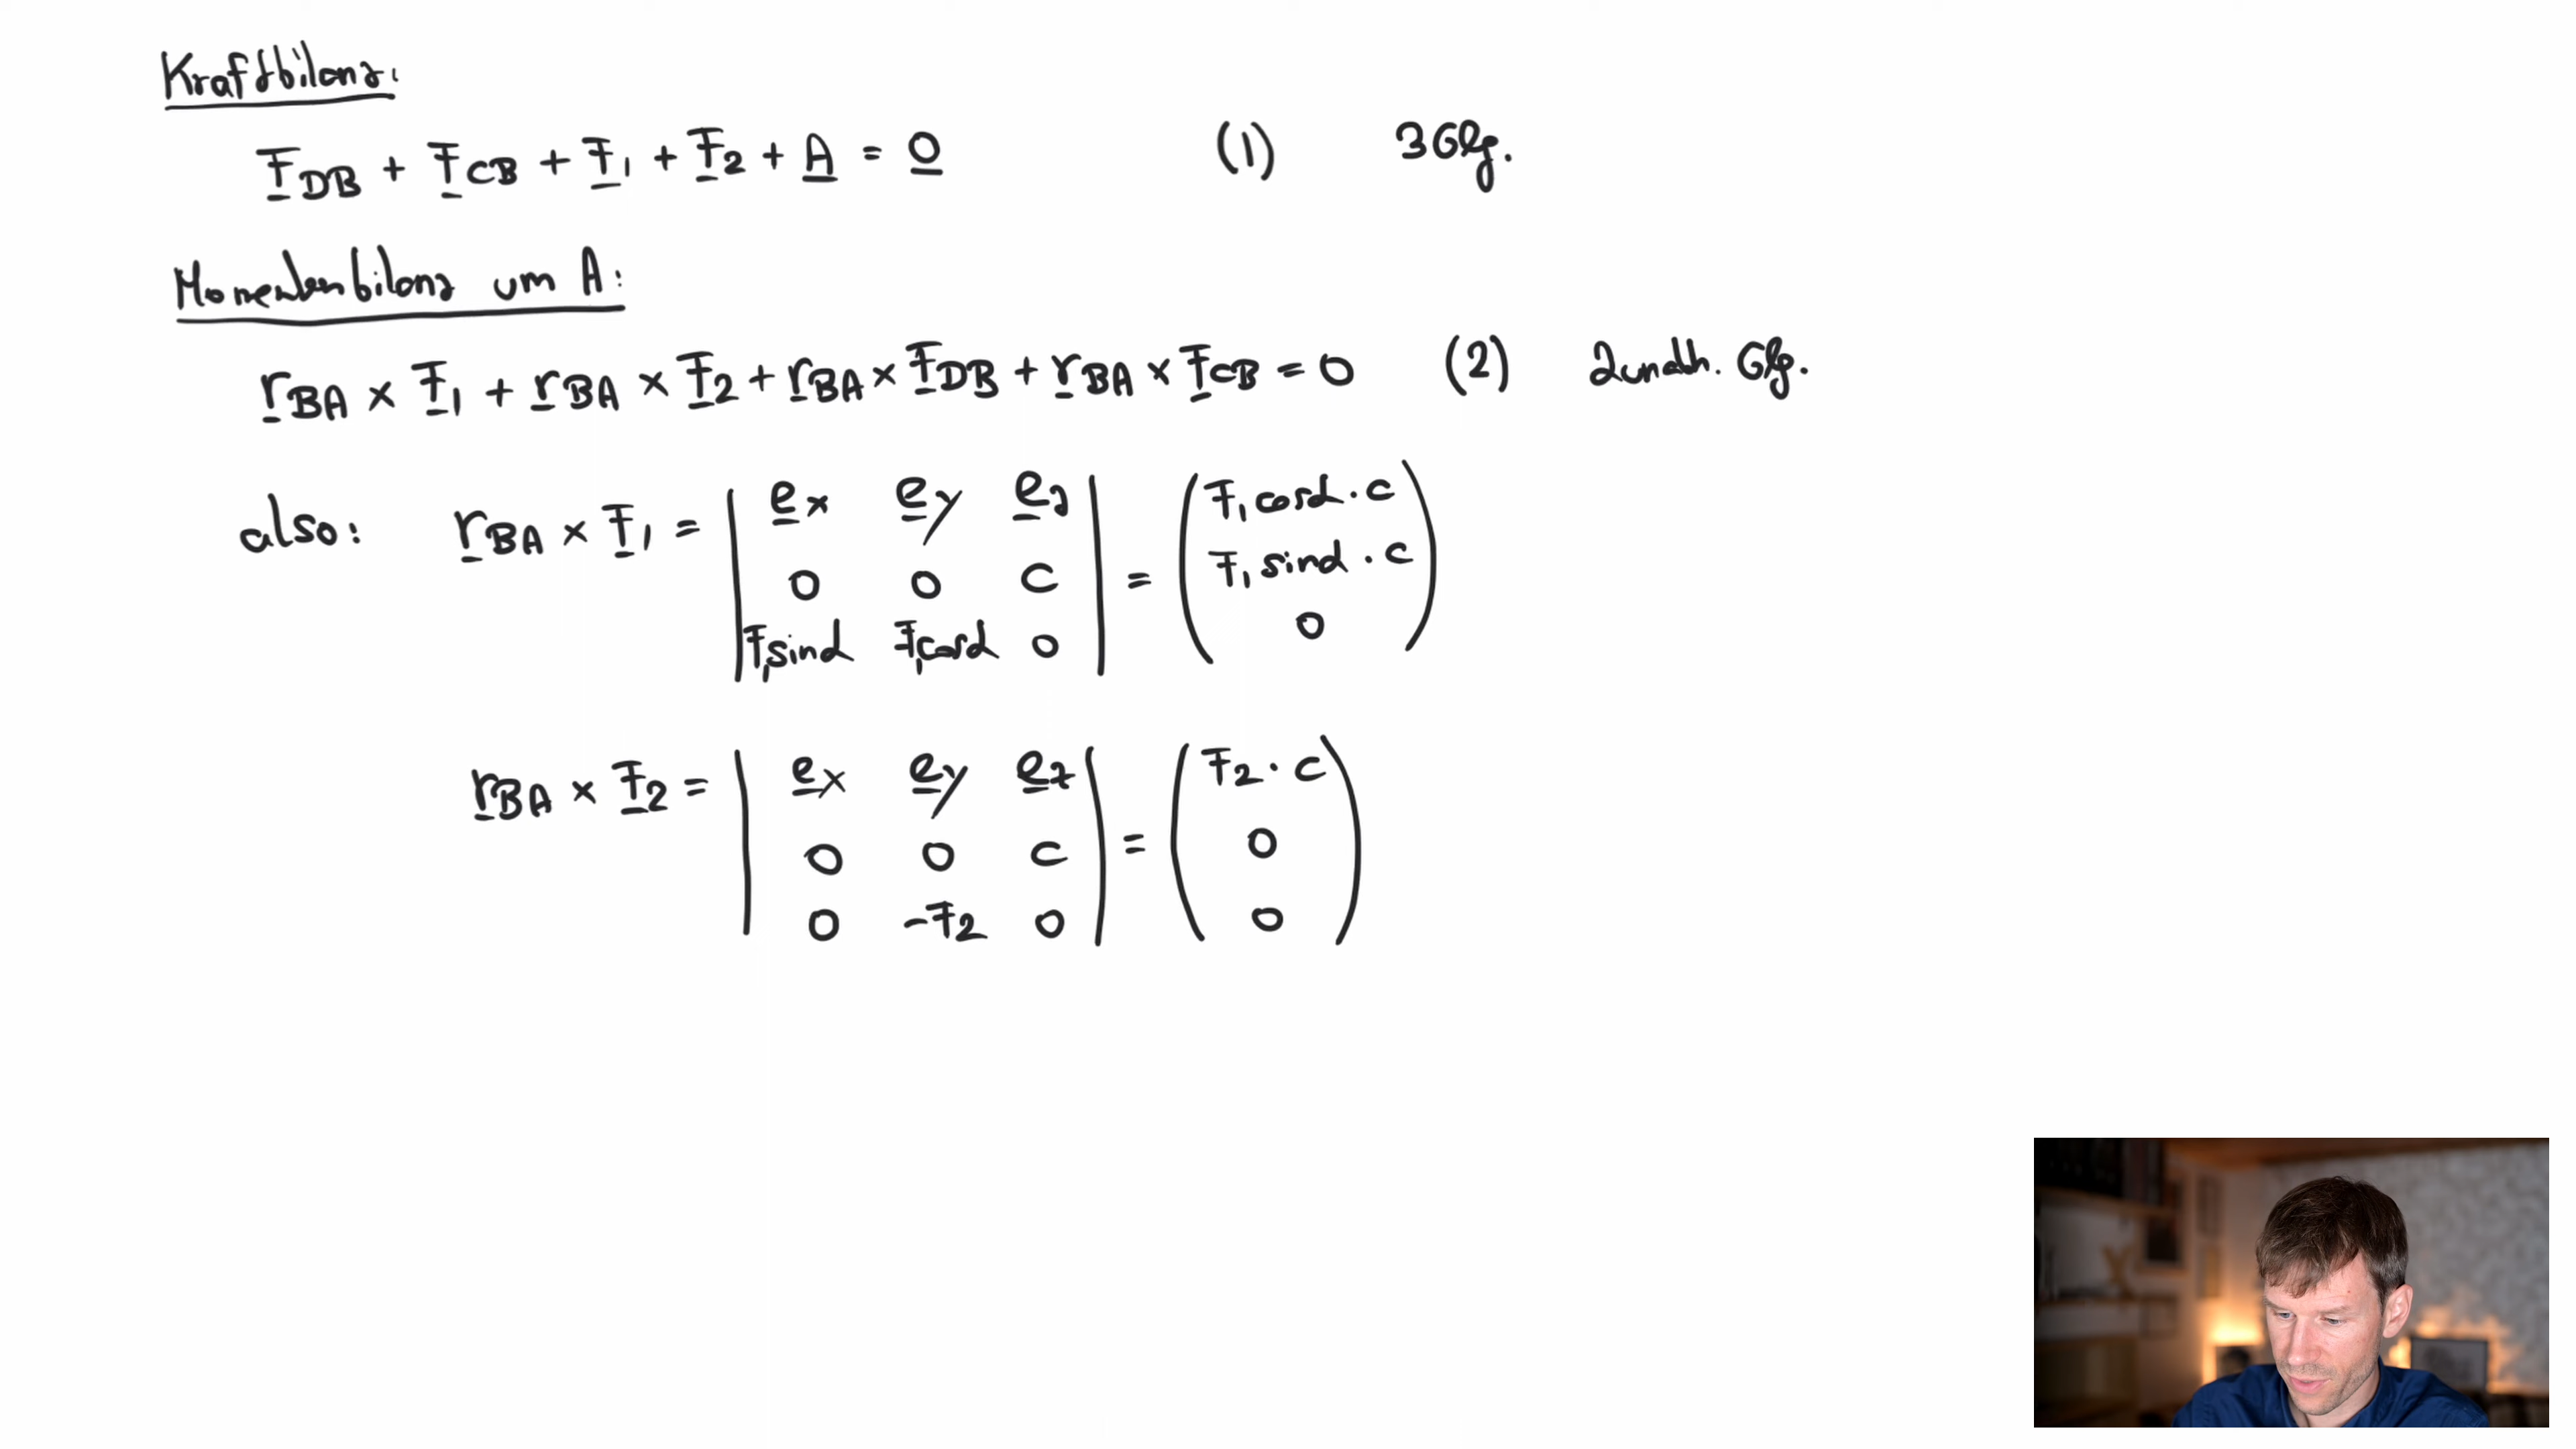 Kraftbilanz:
F_DB + F_CB + F_1 + F_2 + A = 0 (1) 3 Glg.
Momentenbilanz um A:
r_BA × F_1 + r_BA × F_2 + r_BA × F_DB + r_BA × F_CB = 0 (2) 2 unabh. Glg.
also: r_BA × F_1 = | e_x e_y e_z | = ( F_1 cosα · c )
| 0 0 c | ( F_1 sinα · c )
| F_1 sinα F_1 cosα 0 | ( 0 )
r_BA × F_2 = | e_x e_y e_z | = ( F_2 · c )
| 0 0 c | ( 0 )
| 0 -F_2 0 | ( 0 )